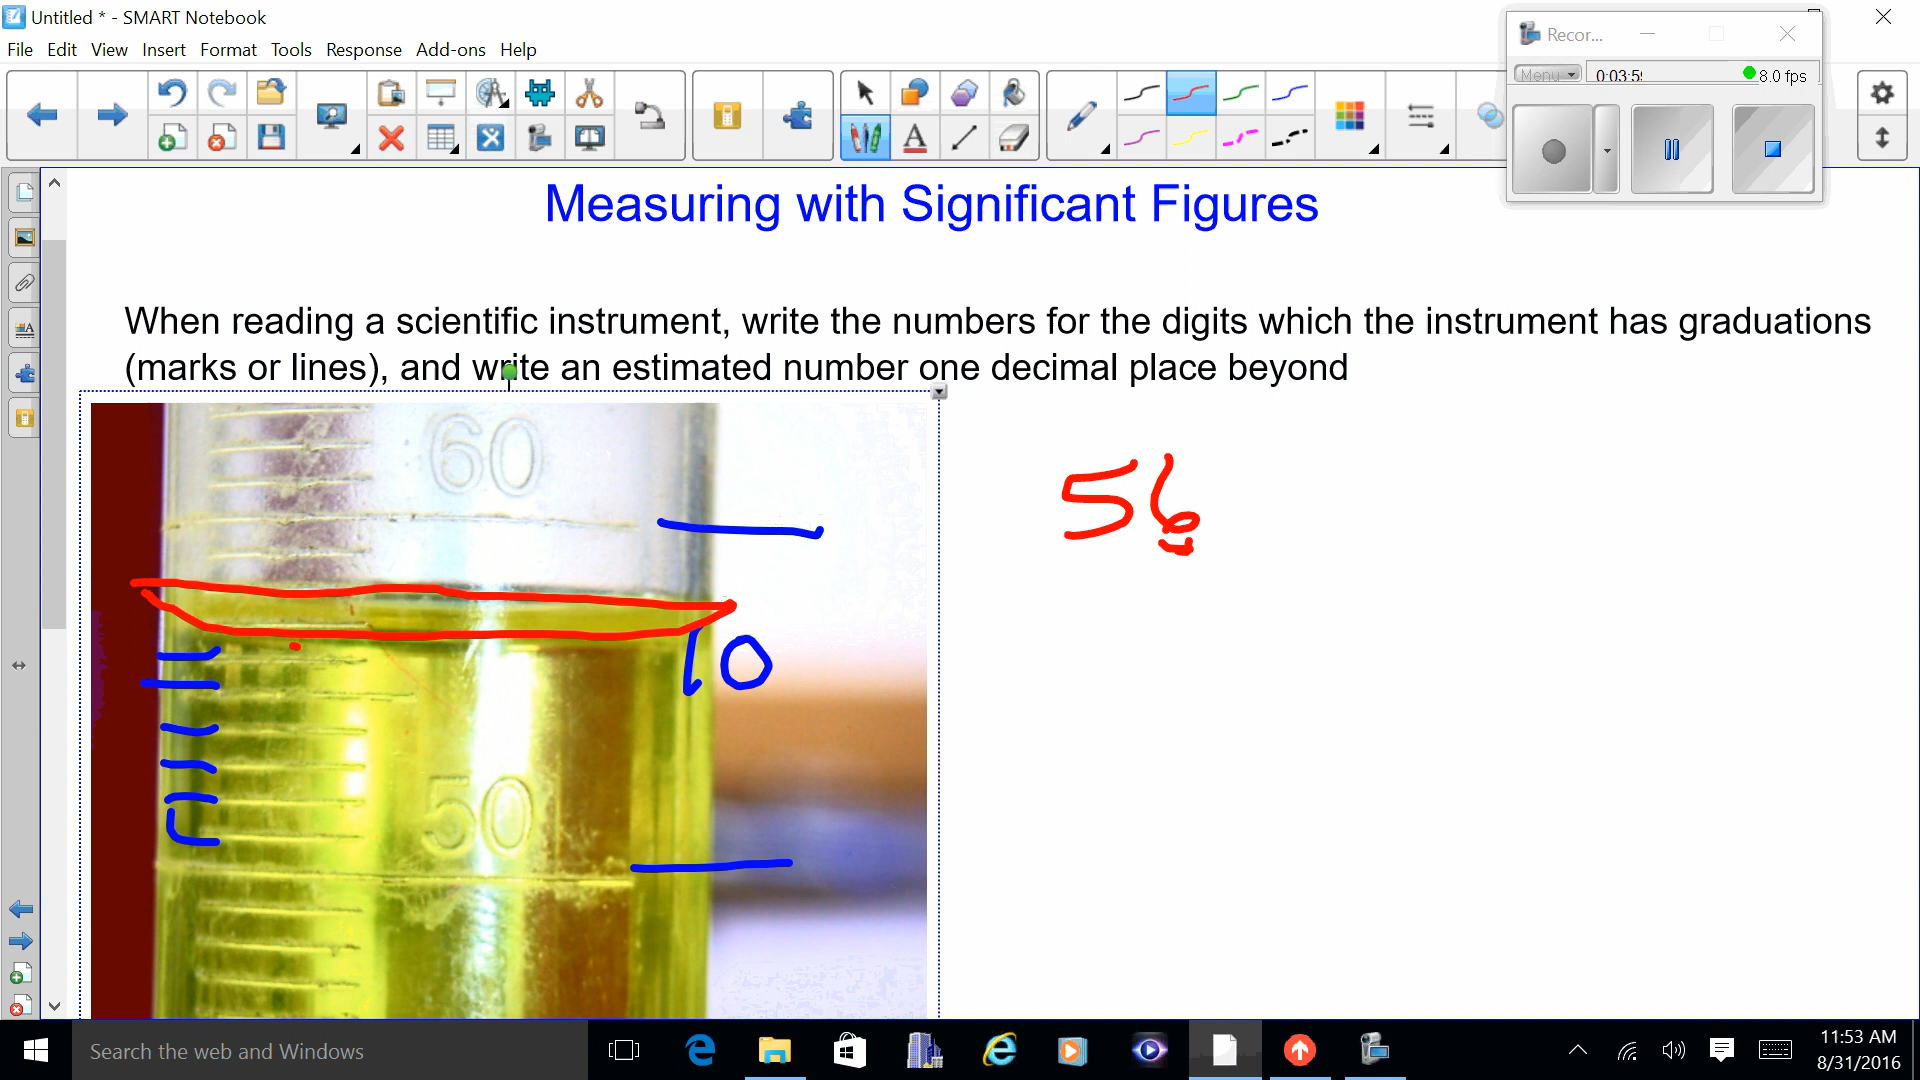 Untitled * - SMART Notebook
File Edit View Insert Format Tools Response Add-ons Help
Recor...
Menu
8.0 fps
Measuring with Significant Figures
When reading a scientific instrument, write the numbers for the digits which the instrument has graduations
(marks or lines), and write an estimated number one decimal place beyond
60
56
10
50
Search the web and Windows
11:53 AM
8/31/2016